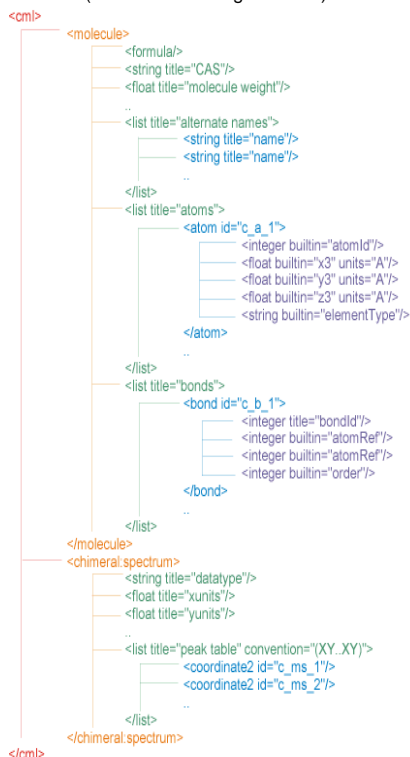 <cml>
<molecule>
<formula/>
<string title="CAS"/>
<float title="molecule weight"/>
..
<list title="alternate names">
<string title="name"/>
<string title="name"/>
..
</list>
<list title="atoms">
<atom id="c_a_1">
<integer builtin="atomId"/>
<float builtin="x3" units="A"/>
<float builtin="y3" units="A"/>
<float builtin="z3" units="A"/>
<string builtin="elementType"/>
</atom>
..
</list>
<list title="bonds">
<bond id="c_b_1">
<integer title="bondId"/>
<integer builtin="atomRef"/>
<integer builtin="atomRef"/>
<integer builtin="order"/>
</bond>
..
</list>
</molecule>
<chimeral:spectrum>
<string title="datatype"/>
<float title="xunits"/>
<float title="yunits"/>
..
<list title="peak table" convention="(XY..XY)">
<coordinate2 id="c_ms_1"/>
<coordinate2 id="c_ms_2"/>
..
</list>
</chimeral:spectrum>
</cml>